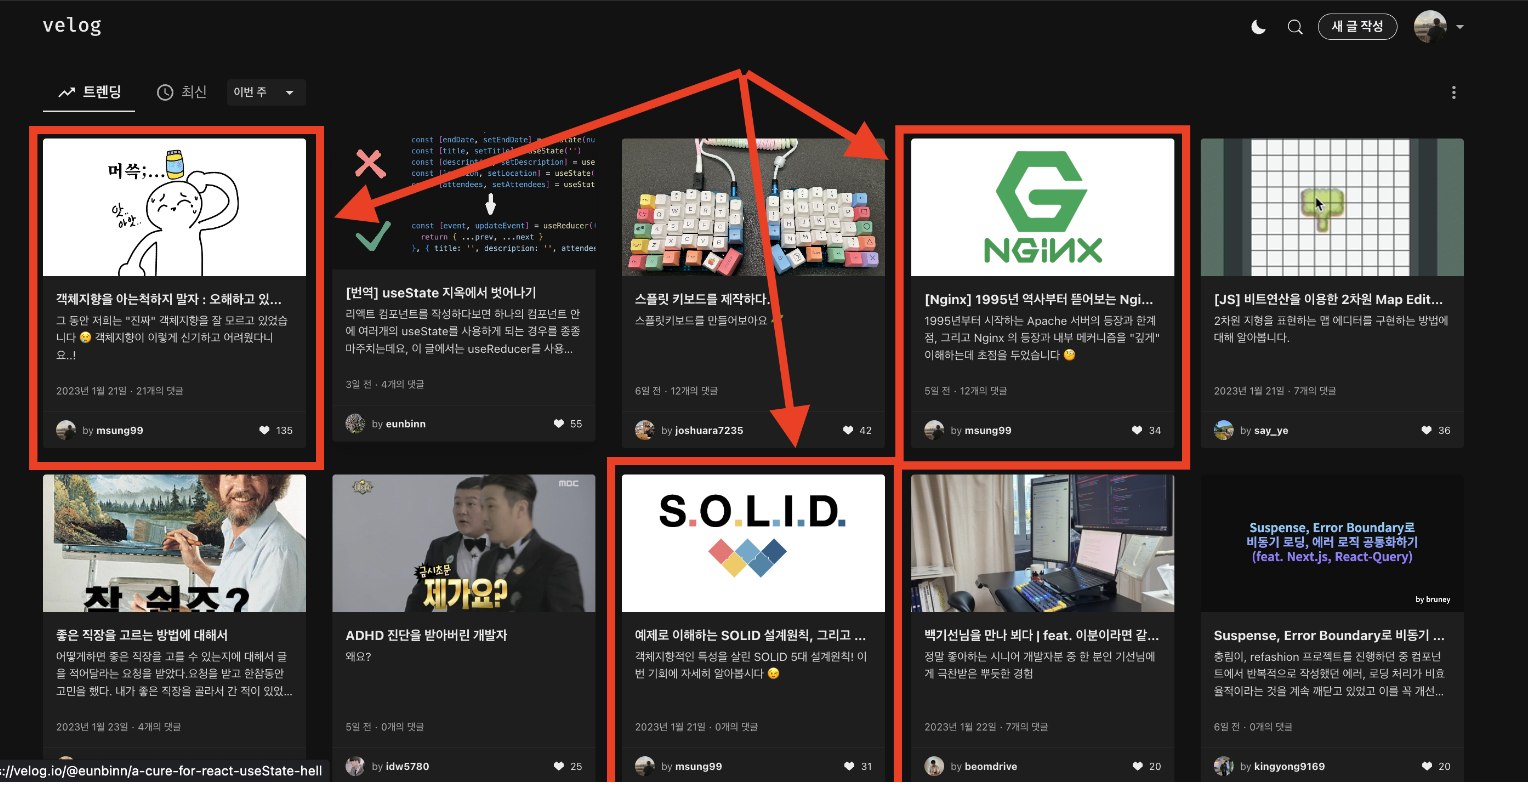 velog
새 글 작성
트렌딩
최신
이번 주
머쓱;...
앗..
아앗..
객체지향을 아는척하지 말자 : 오해하고 있...
그 동안 저희는 "진짜" 객체지향을 잘 모르고 있었습
니다 😢 객체지향이 이렇게 신기하고 어려웠다니
요..!
2023년 1월 21일 · 21개의 댓글
by msung99
135
const [endDate, setEndDate] =
const [title, setTitle]
useState('')
const
setDescription] = use
setLocation] = useState(
attendees, setAttendees] = useStat
const [event, updateEvent] = useReducer((
return { ...prev, ...next }
}, { title: '', description: '', attendee
[번역] useState 지옥에서 벗어나기
리액트 컴포넌트를 작성하다보면 하나의 컴포넌트 안
에 여러개의 useState를 사용하게 되는 경우를 종종
마주치는데요, 이 글에서는 useReducer를 사용...
3일 전 · 4개의 댓글
by eunbinn
55
스플릿 키보드를 제작하다.
스플릿키보드를 만들어보아요
6일 전 · 12개의 댓글
by joshuara7235
42
NGiNX
[Nginx] 1995년 역사부터 뜯어보는 Ngi...
1995년부터 시작하는 Apache 서버의 등장과 한계
점, 그리고 Nginx 의 등장과 내부 메커니즘을 "깊게"
이해하는데 초점을 두었습니다 🧐
5일 전 · 12개의 댓글
by msung99
34
[JS] 비트연산을 이용한 2차원 Map Edit...
2차원 지형을 표현하는 맵 에디터를 구현하는 방법에
대해 알아봅니다.
2023년 1월 21일 · 7개의 댓글
by say_ye
36
참 쉽죠?
좋은 직장을 고르는 방법에 대해서
어떻게하면 좋은 직장을 고를 수 있는지에 대해서 글
을 적어달라는 요청을 받았다.요청을 받고 한참동안
고민을 했다. 내가 좋은 직장을 골라서 간 적이 있었...
2023년 1월 23일 · 4개의 댓글
MBC
금시초문
제가요?
ADHD 진단을 받아버린 개발자
왜요?
5일 전 · 0개의 댓글
by idw5780
25
S.O.L.I.D.
예제로 이해하는 SOLID 설계원칙, 그리고 ...
객체지향적인 특성을 살린 SOLID 5대 설계원칙! 이
번 기회에 자세히 알아봅시다 😉
2023년 1월 21일 · 0개의 댓글
by msung99
31
백기선님을 만나 뵈다 | feat. 이분이라면 같...
정말 좋아하는 시니어 개발자분 중 한 분인 기선님에
게 극찬받은 뿌듯한 경험
2023년 1월 22일 · 7개의 댓글
by beomdrive
20
Suspense, Error Boundary로
비동기 로딩, 에러 로직 공통화하기
(feat. Next.js, React-Query)
by bruney
Suspense, Error Boundary로 비동기 ...
충림이, refashion 프로젝트를 진행하던 중 컴포넌
트에서 반복적으로 작성했던 에러, 로딩 처리가 비효
율적이라는 것을 계속 깨닫고 있었고 이를 꼭 개선...
6일 전 · 0개의 댓글
by kingyong9169
20
s://velog.io/@eunbinn/a-cure-for-react-useState-hell